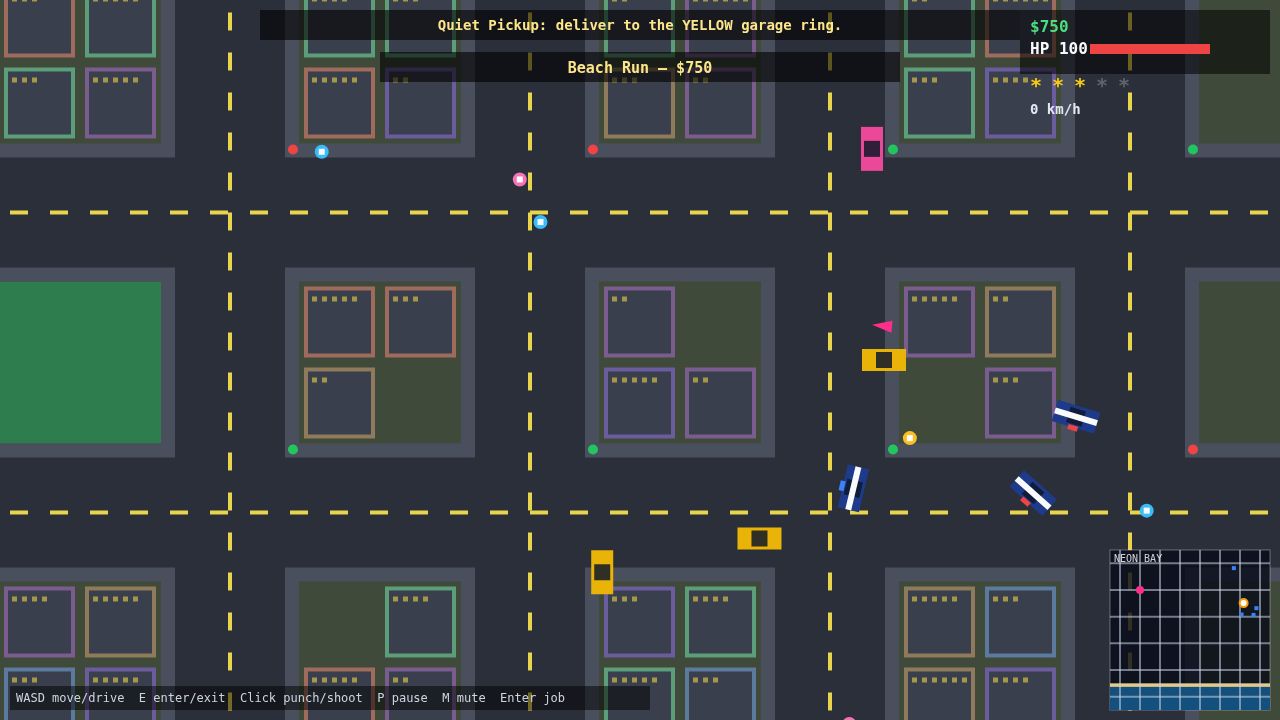 Quiet Pickup: deliver to the YELLOW garage ring.
$750
HP 100
Beach Run — $750
* * * * *
0 km/h
NEON BAY
WASD move/drive E enter/exit Click punch/shoot P pause M mute Enter job